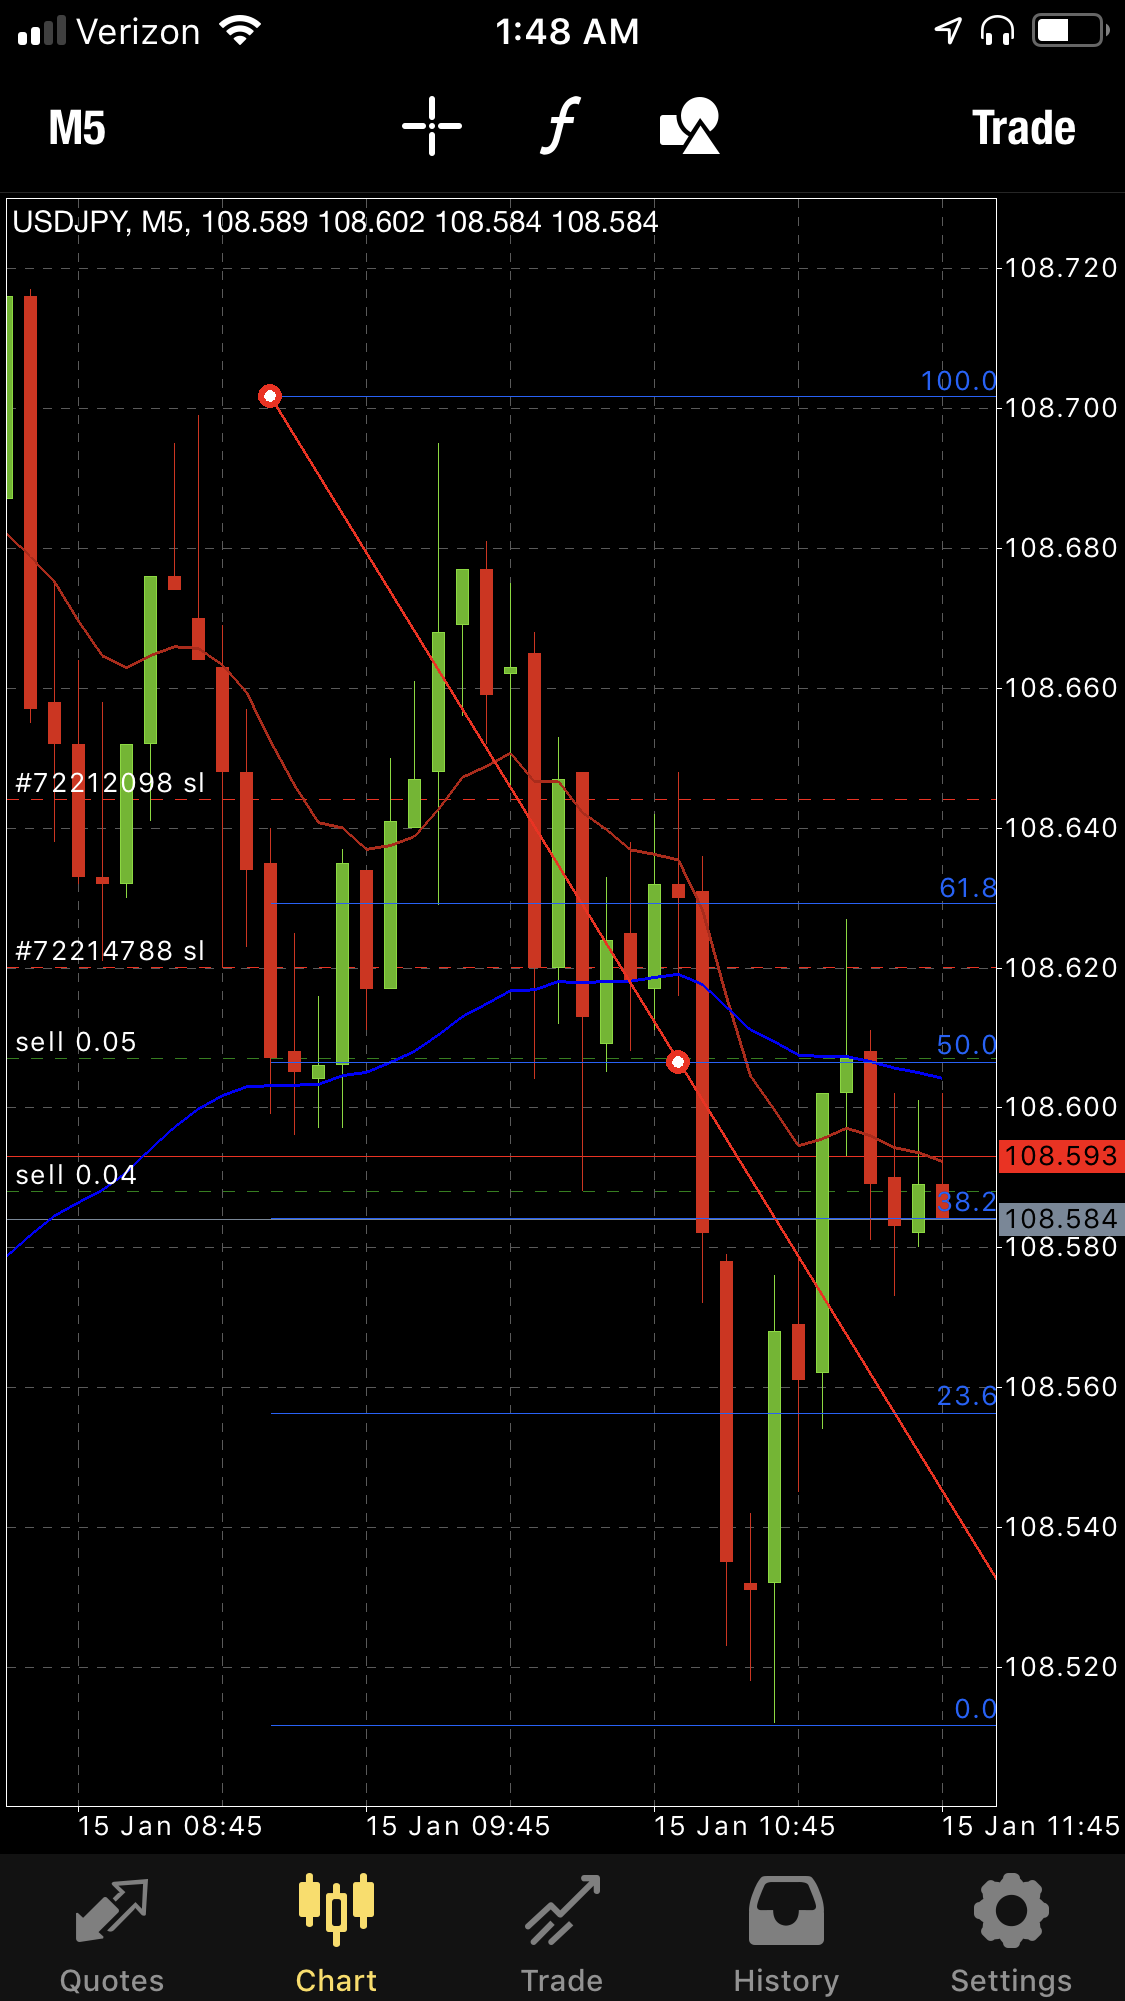 Verizon 1:48 AM
M5 f Trade
USDJPY, M5, 108.589 108.602 108.584 108.584
108.720
100.0
108.700
108.680
108.660
#72212098 sl
108.640
61.8
#72214788 sl
108.620
sell 0.05
50.0
108.600
108.593
sell 0.04
38.2
108.584
108.580
23.6
108.560
108.540
108.520
0.0
15 Jan 08:45 15 Jan 09:45 15 Jan 10:45 15 Jan 11:45
Quotes Chart Trade History Settings